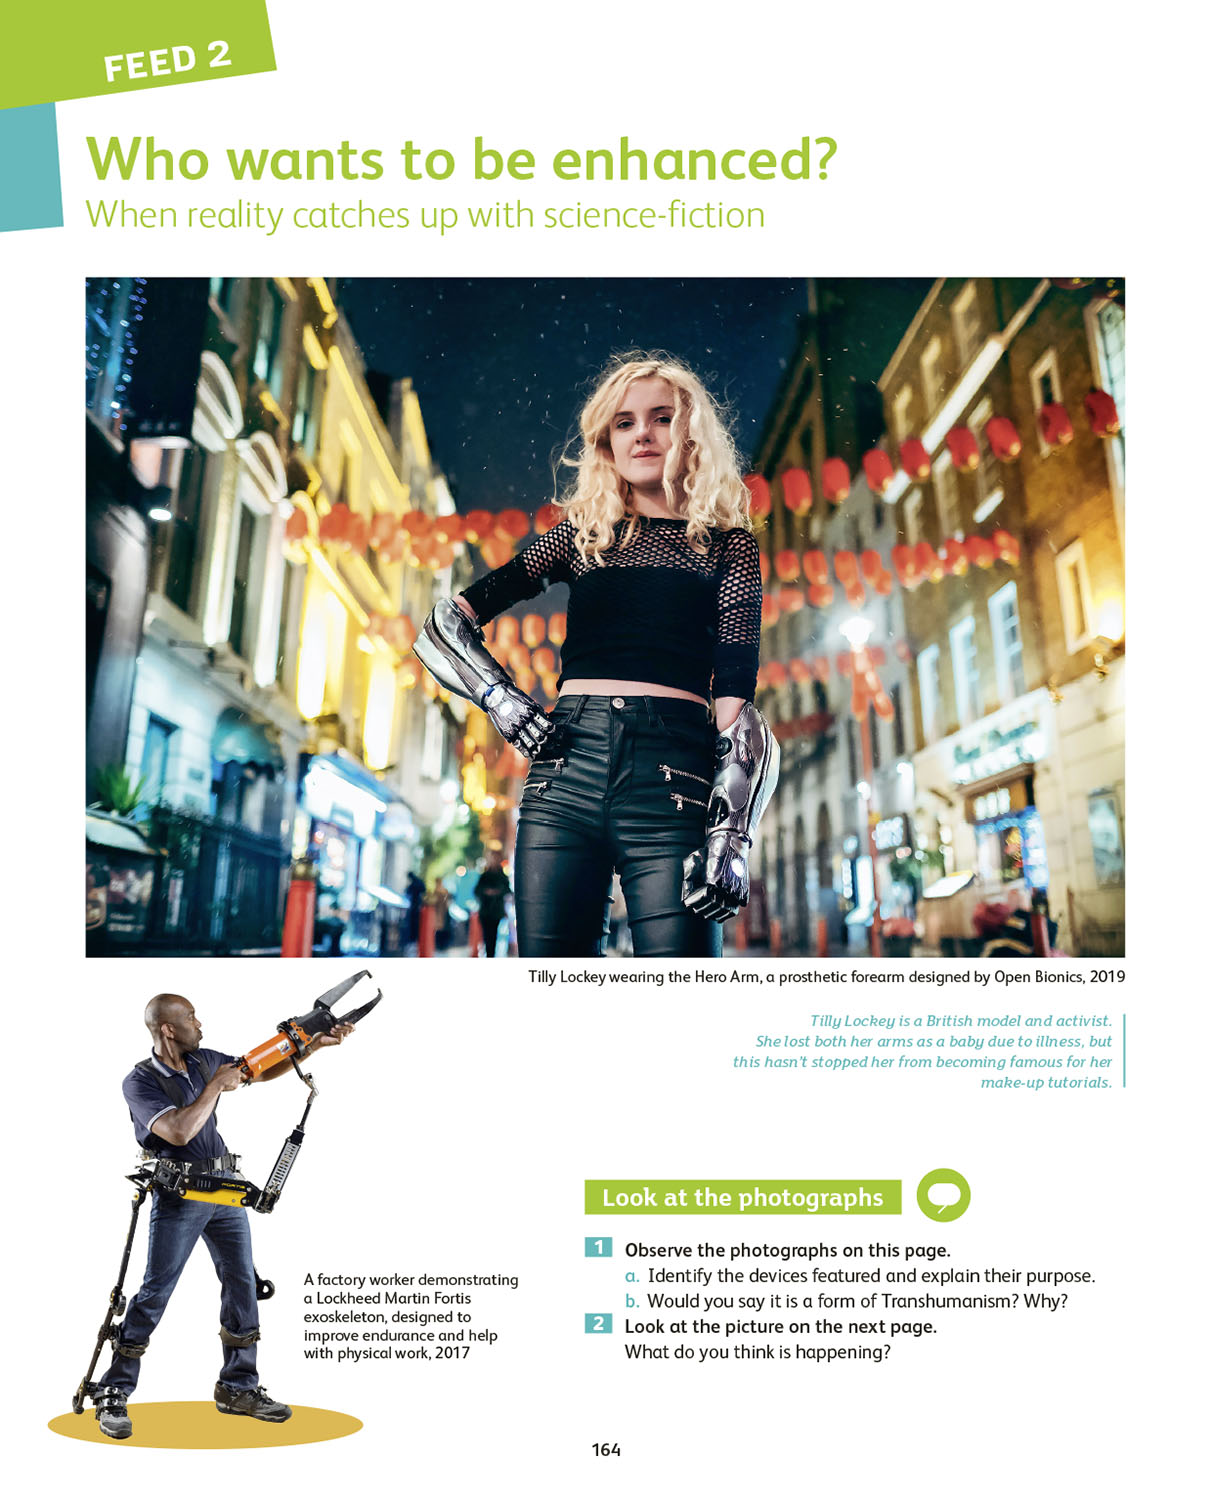 FEED 2
Who wants to be enhanced?
When reality catches up with science-fiction
Tilly Lockey wearing the Hero Arm, a prosthetic forearm designed by Open Bionics, 2019
Tilly Lockey is a British model and activist.
She lost both her arms as a baby due to illness, but
this hasn't stopped her from becoming famous for her
make-up tutorials.
FORTIS
A factory worker demonstrating
a Lockheed Martin Fortis
exoskeleton, designed to
improve endurance and help
with physical work, 2017
Look at the photographs
1 Observe the photographs on this page.
a. Identify the devices featured and explain their purpose.
b. Would you say it is a form of Transhumanism? Why?
2 Look at the picture on the next page.
What do you think is happening?
164